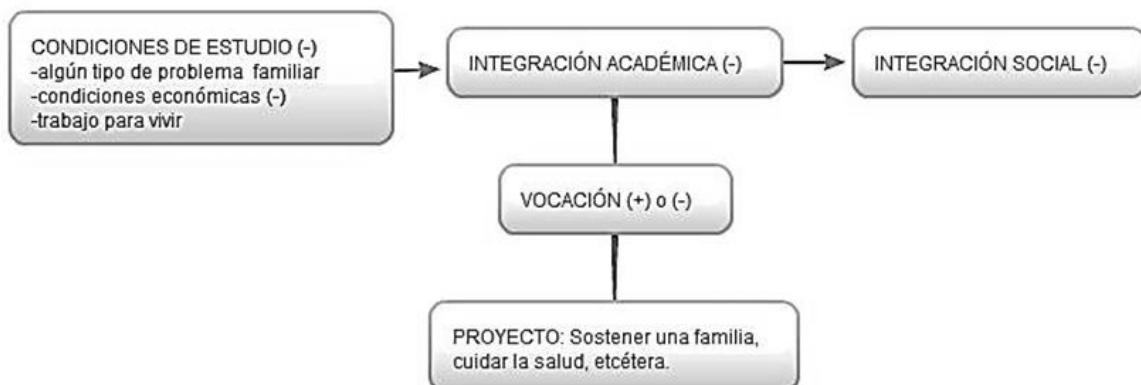 CONDICIONES DE ESTUDIO (-)
-algún tipo de problema familiar
-condiciones económicas (-)
-trabajo para vivir
INTEGRACIÓN ACADÉMICA (-)
INTEGRACIÓN SOCIAL (-)
VOCACIÓN (+) o (-)
PROYECTO: Sostener una familia,
cuidar la salud, etcétera.